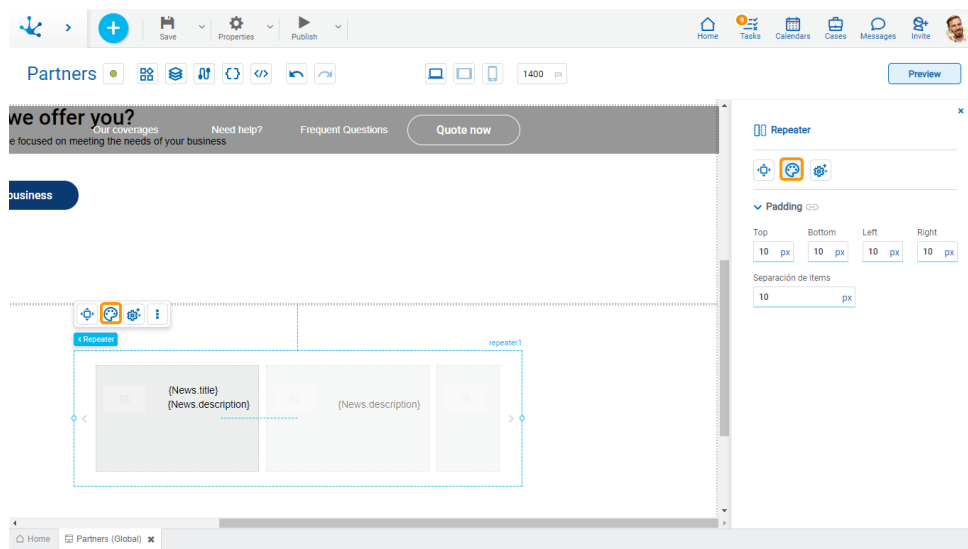 Save
Properties
Publish
Home
Tasks
Calendars
Cases
Messages
Invite
Partners
1400 px
Preview
we offer you?
Our coverages
Need help?
Frequent Questions
Quote now
e focused on meeting the needs of your business
business
Repeater
Padding
Top
Bottom
Left
Right
10 px
10 px
10 px
10 px
Separación de items
10 px
Repeater
repeater1
{News.title}
{News.description}
{News.description}
Home
Partners (Global)